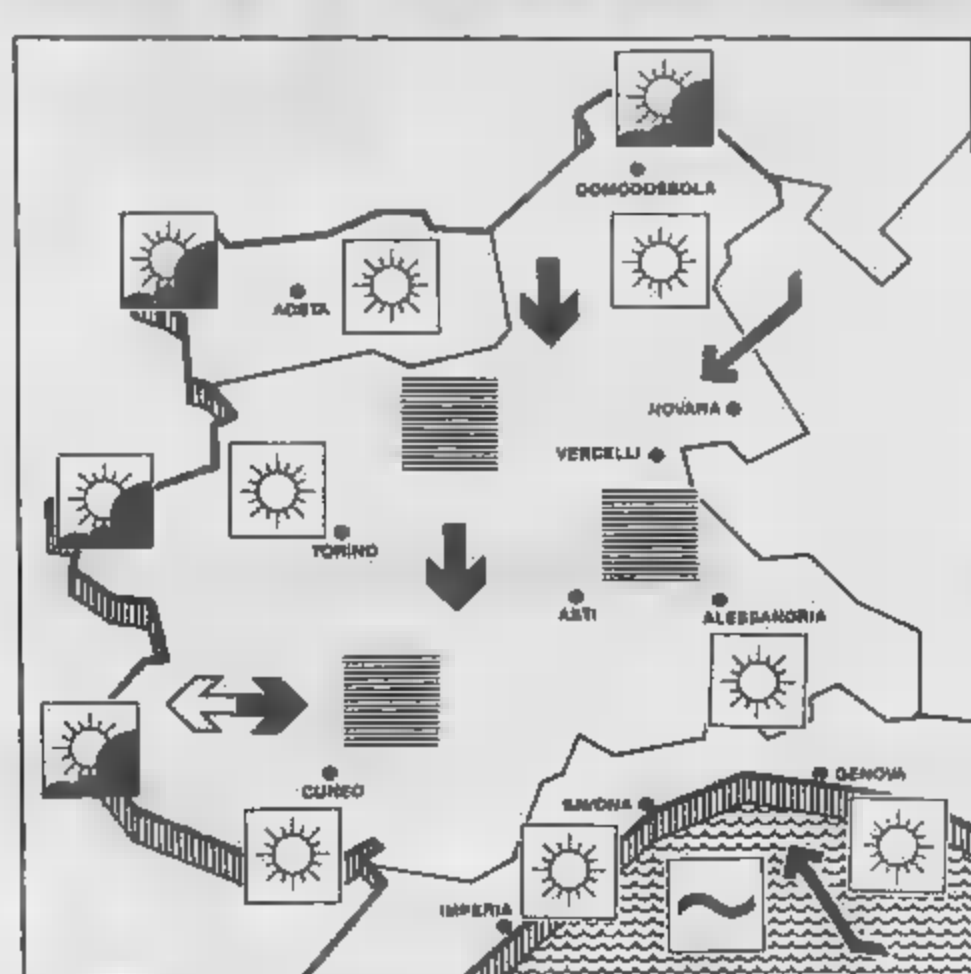 DOMODOSSOLA
AOSTA
NOVARA
VERCELLI
TORINO
ASTI
ALESSANDRIA
CUNEO
GENOVA
SAVONA
IMPERIA